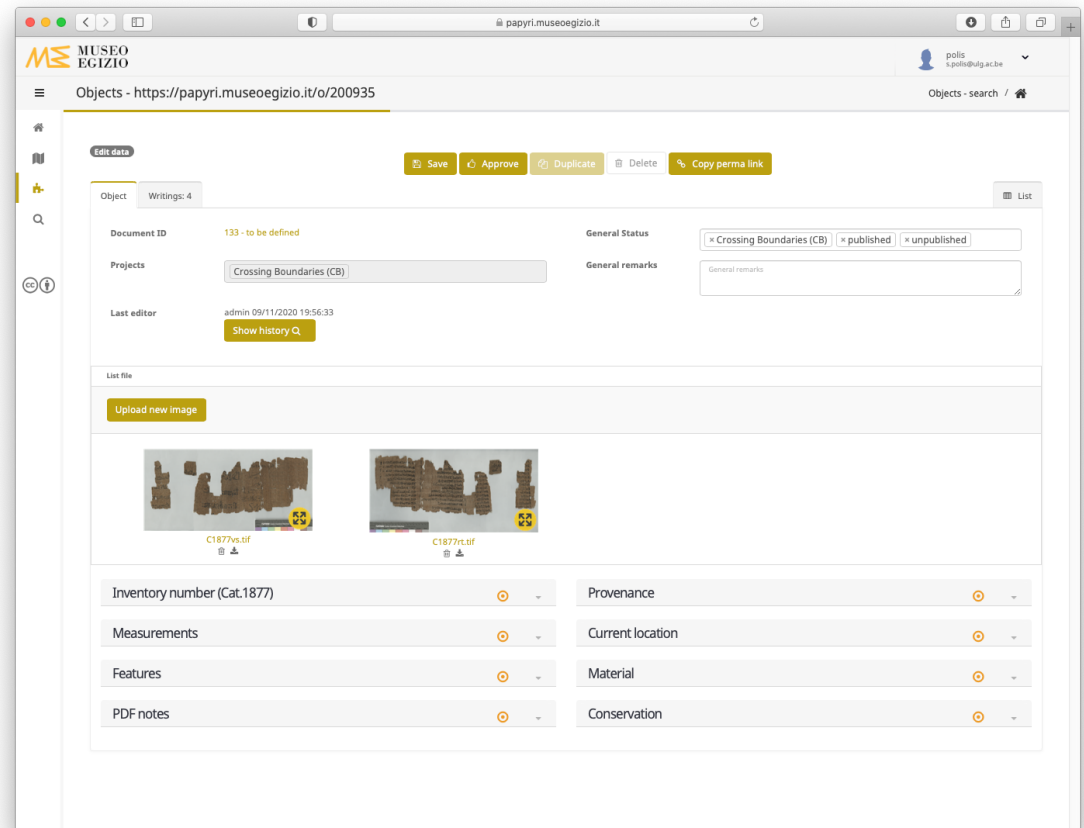 papyri.museoegizio.it
MUSEO
EGIZIO
polis
s.polis@ulg.ac.be
Objects - https://papyri.museoegizio.it/o/200935
Objects - search /
Edit data
Save
Approve
Duplicate
Delete
Copy perma link
Object
Writings: 4
List
Document ID
133 - to be defined
General Status
× Crossing Boundaries (CB)
× published
× unpublished
Projects
Crossing Boundaries (CB)
General remarks
General remarks
Last editor
admin 09/11/2020 19:56:33
Show history
List file
Upload new image
C1877vs.tif
C1877rt.tif
Inventory number (Cat.1877)
Provenance
Measurements
Current location
Features
Material
PDF notes
Conservation